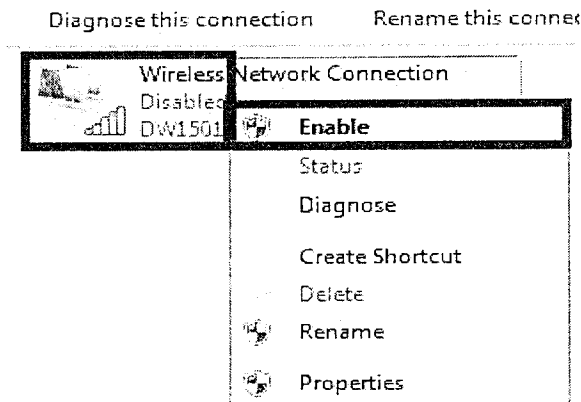 Diagnose this connection Rename this connec
Wireless Network Connection
Disabled
DW1501
Enable
Status
Diagnose
Create Shortcut
Delete
Rename
Properties